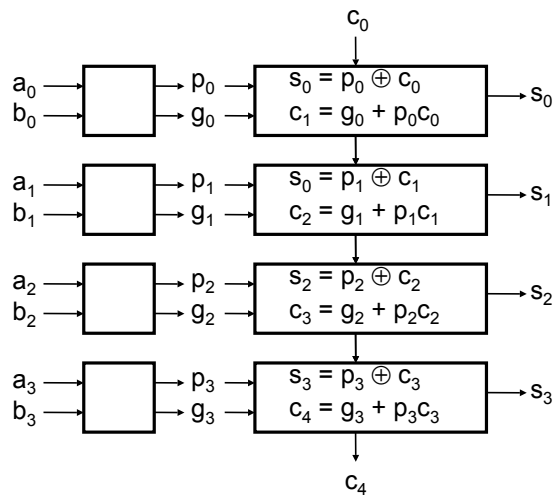 c₀
a₀ p₀ s₀ = p₀ ⊕ c₀ s₀
b₀ g₀ c₁ = g₀ + p₀c₀
a₁ p₁ s₀ = p₁ ⊕ c₁ s₁
b₁ g₁ c₂ = g₁ + p₁c₁
a₂ p₂ s₂ = p₂ ⊕ c₂ s₂
b₂ g₂ c₃ = g₂ + p₂c₂
a₃ p₃ s₃ = p₃ ⊕ c₃ s₃
b₃ g₃ c₄ = g₃ + p₃c₃
c₄